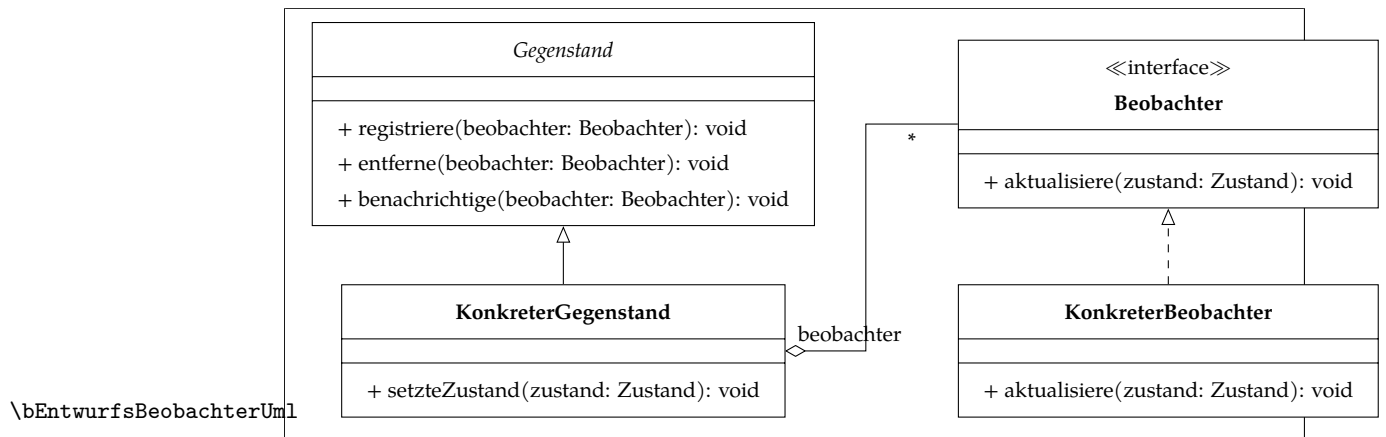 Gegenstand
+ registriere(beobachter: Beobachter): void
+ entferne(beobachter: Beobachter): void
+ benachrichtige(beobachter: Beobachter): void
≪interface≫
Beobachter
+ aktualisiere(zustand: Zustand): void
*
KonkreterGegenstand
+ setzteZustand(zustand: Zustand): void
beobachter
KonkreterBeobachter
+ aktualisiere(zustand: Zustand): void
\bEntwurfsBeobachterUml